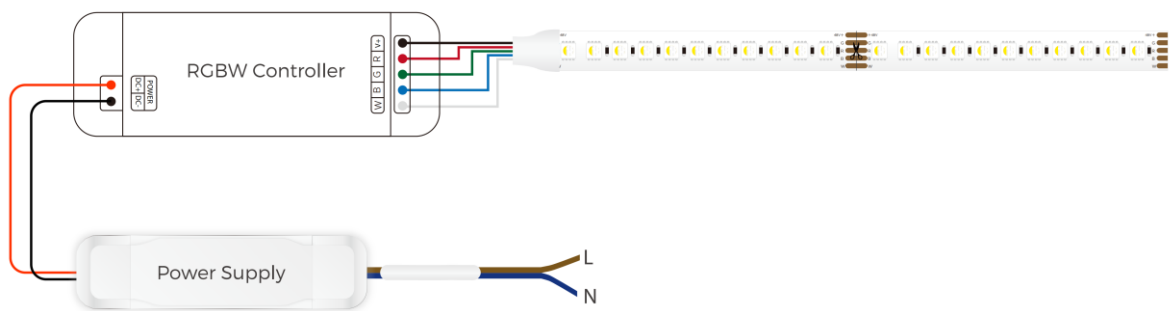 RGBW Controller
POWER
DC+ DC-
V+
R
G
B
W
Power Supply
L
N